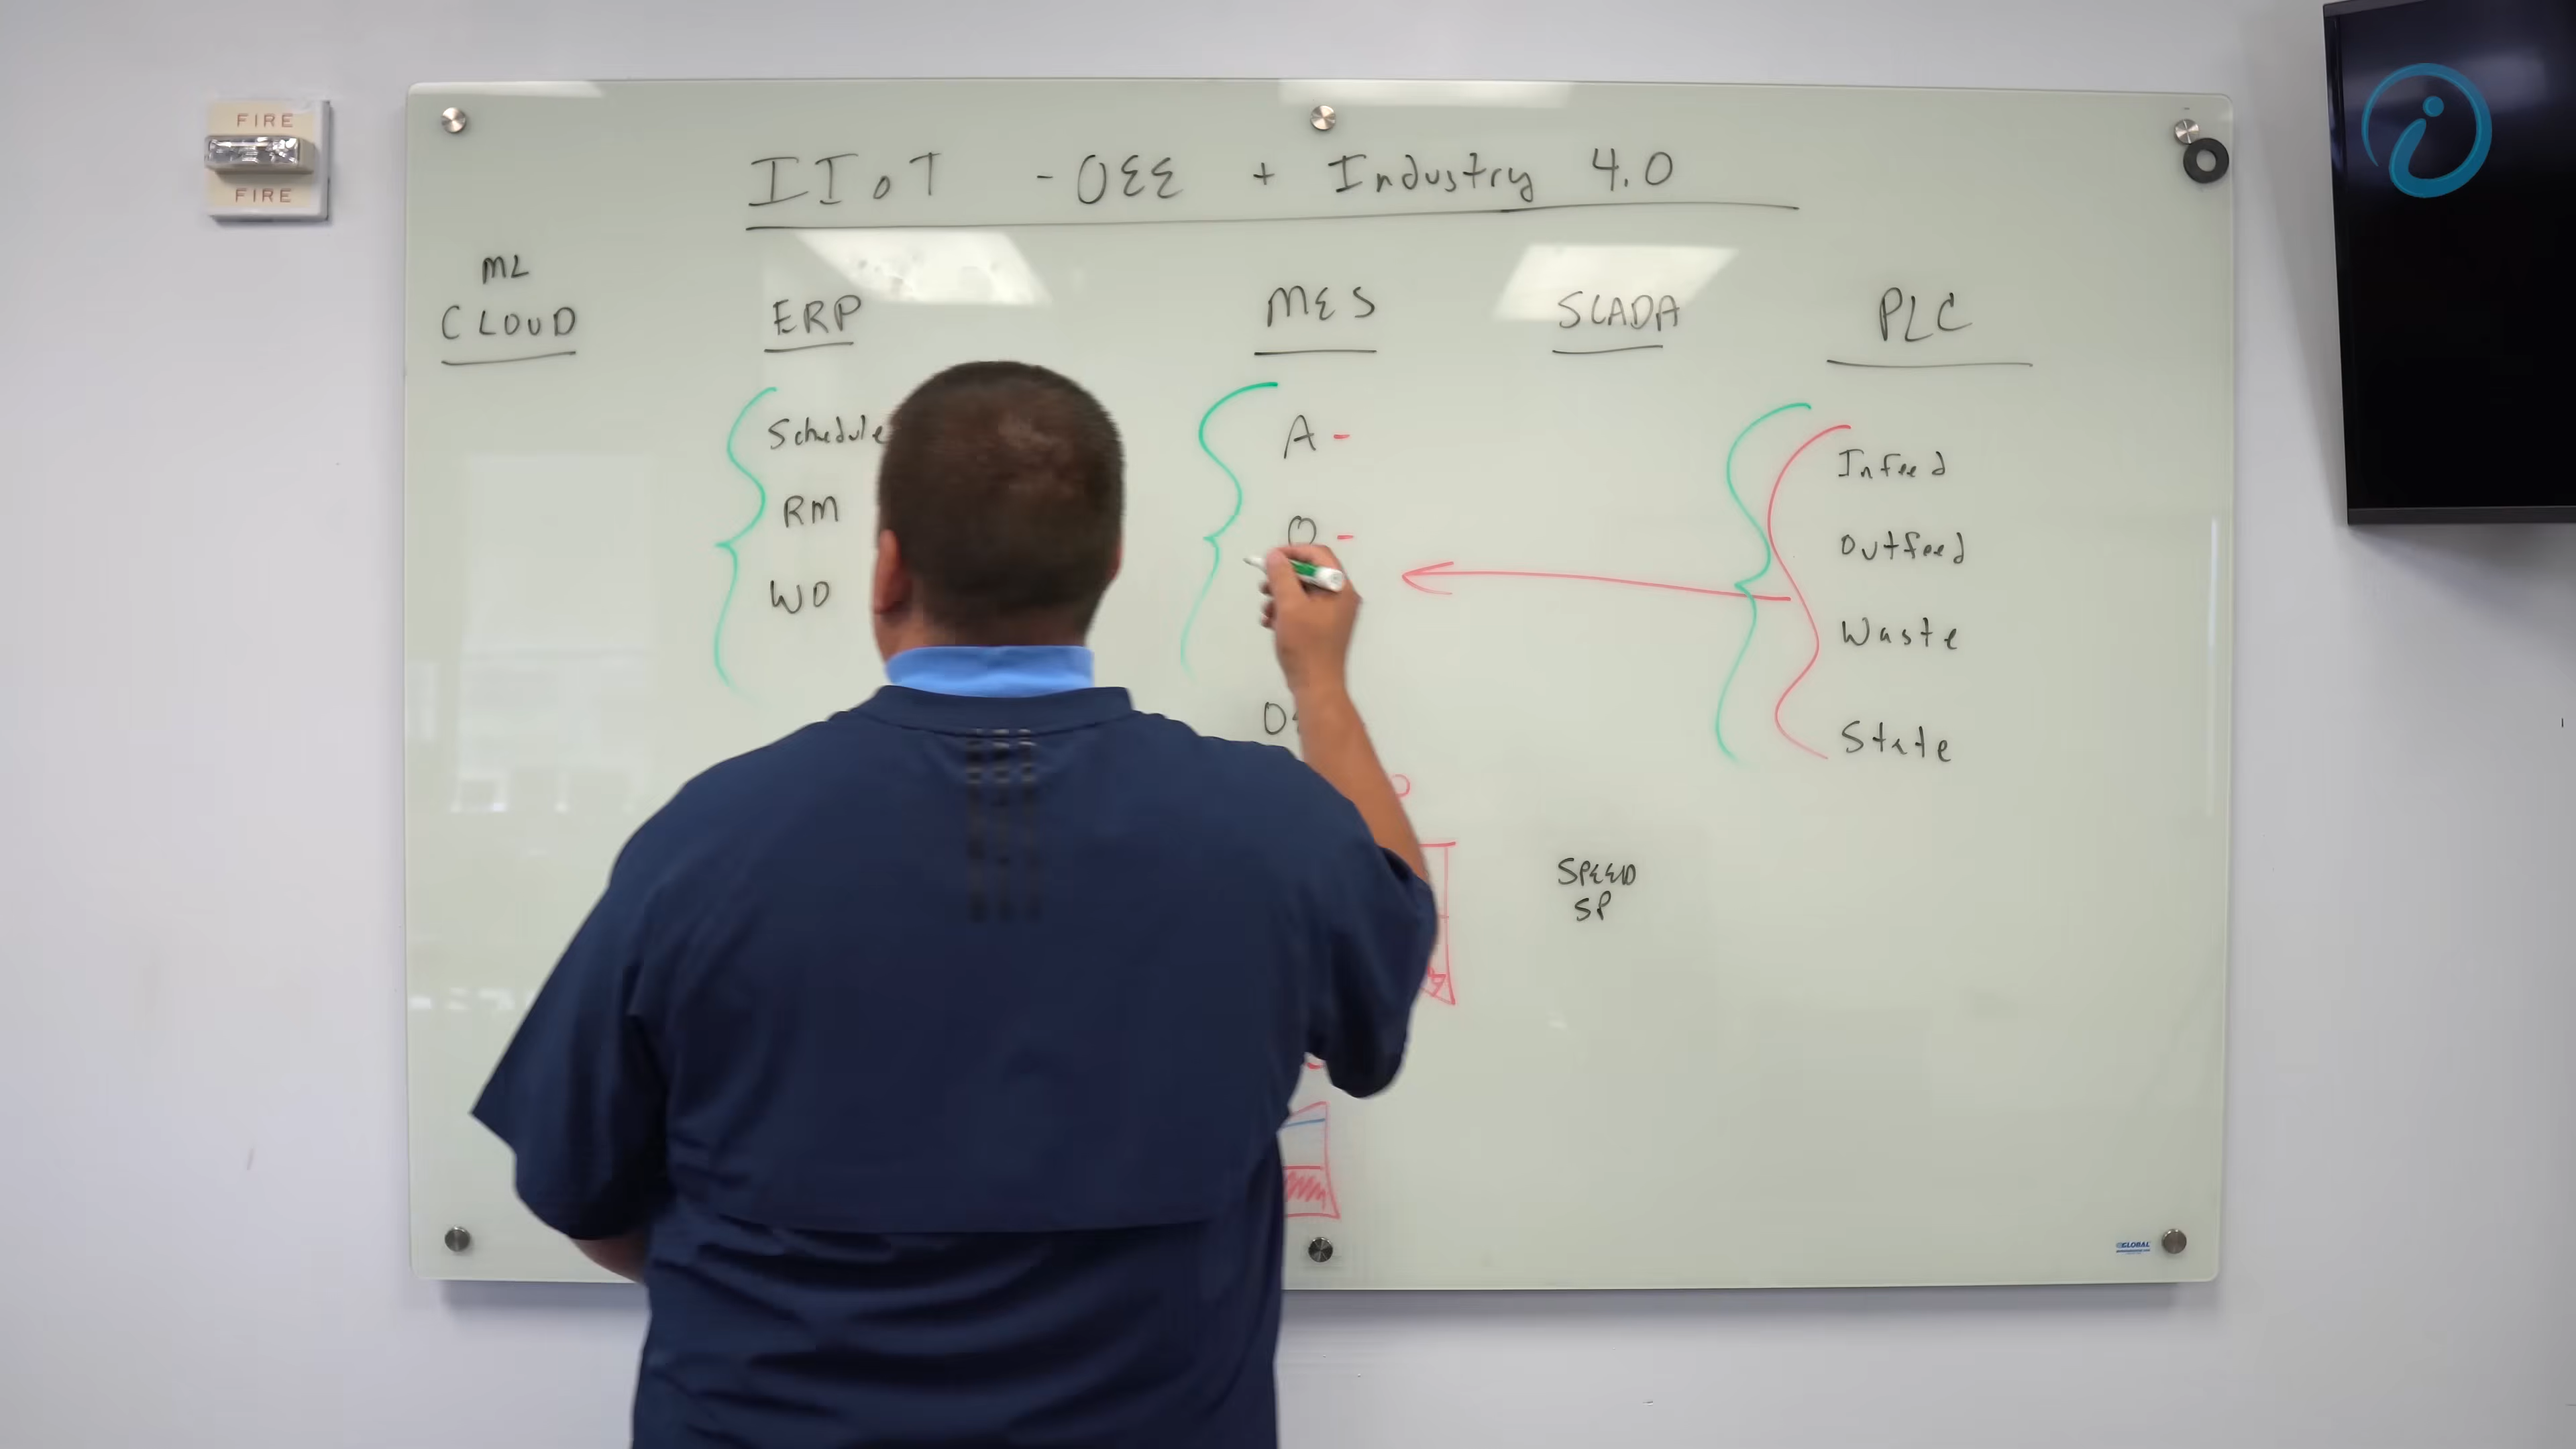 FIRE
FIRE
IIoT - OEE + Industry 4.0
ML
CLOUD
ERP
MES
SCADA
PLC
Schedule
RM
WO
A -
Q -
Infeed
Outfeed
Waste
State
SPEED
SP
GLOBAL